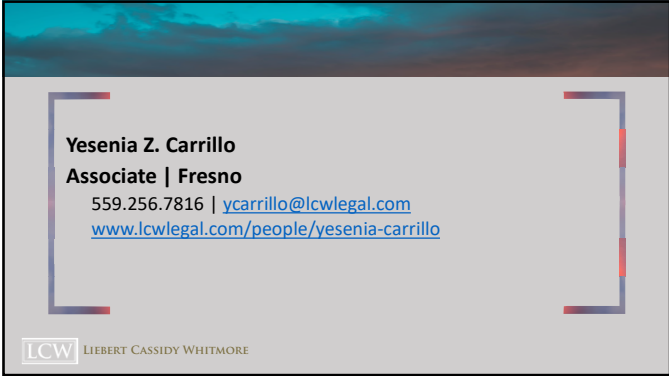 Yesenia Z. Carrillo
Associate | Fresno
559.256.7816 | ycarrillo@lcwlegal.com
www.lcwlegal.com/people/yesenia-carrillo
LCW LIEBERT CASSIDY WHITMORE